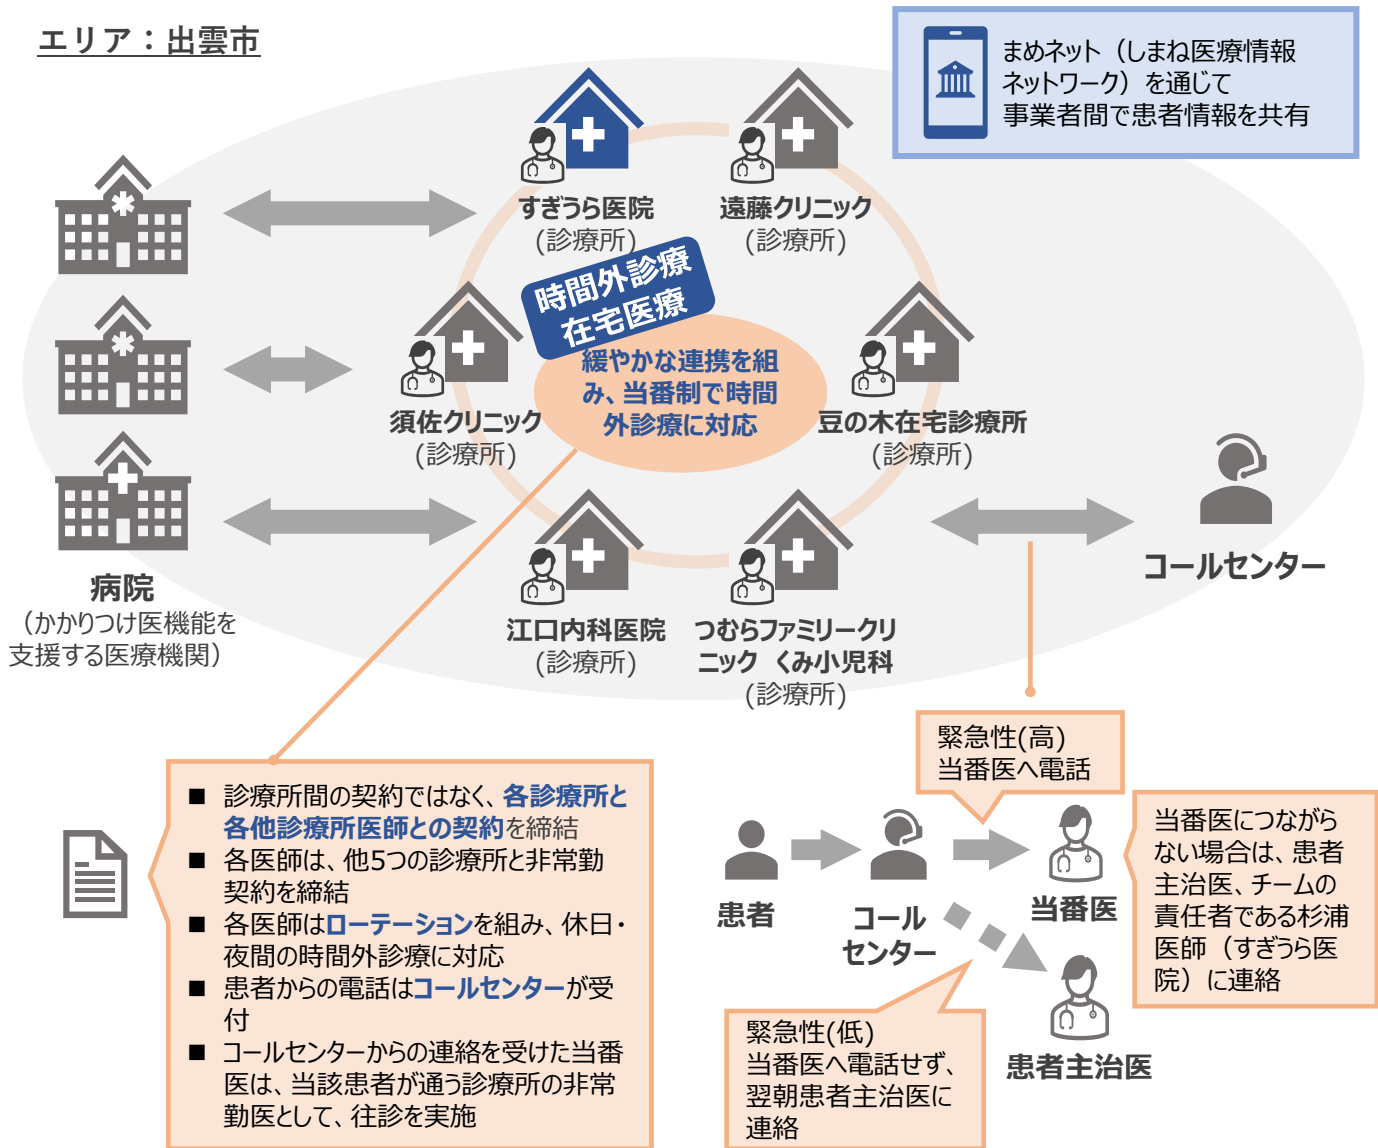 エリア：出雲市
まめネット（しまね医療情報
ネットワーク）を通じて
事業者間で患者情報を共有
すぎうら医院
(診療所)
遠藤クリニック
(診療所)
時間外診療
在宅医療
緩やかな連携を組
み、当番制で時間
外診療に対応
須佐クリニック
(診療所)
豆の木在宅診療所
(診療所)
江口内科医院
(診療所)
つむらファミリークリ
ニック くみ小児科
(診療所)
病院
（かかりつけ医機能を
支援する医療機関）
コールセンター
■ 診療所間の契約ではなく、各診療所と
各他診療所医師との契約を締結
■ 各医師は、他5つの診療所と非常勤
契約を締結
■ 各医師はローテーションを組み、休日・
夜間の時間外診療に対応
■ 患者からの電話はコールセンターが受
付
■ コールセンターからの連絡を受けた当番
医は、当該患者が通う診療所の非常
勤医として、往診を実施
緊急性(高)
当番医へ電話
患者
コール
センター
当番医
当番医につながら
ない場合は、患者
主治医、チームの
責任者である杉浦
医師（すぎうら医
院）に連絡
緊急性(低)
当番医へ電話せず、
翌朝患者主治医に
連絡
患者主治医